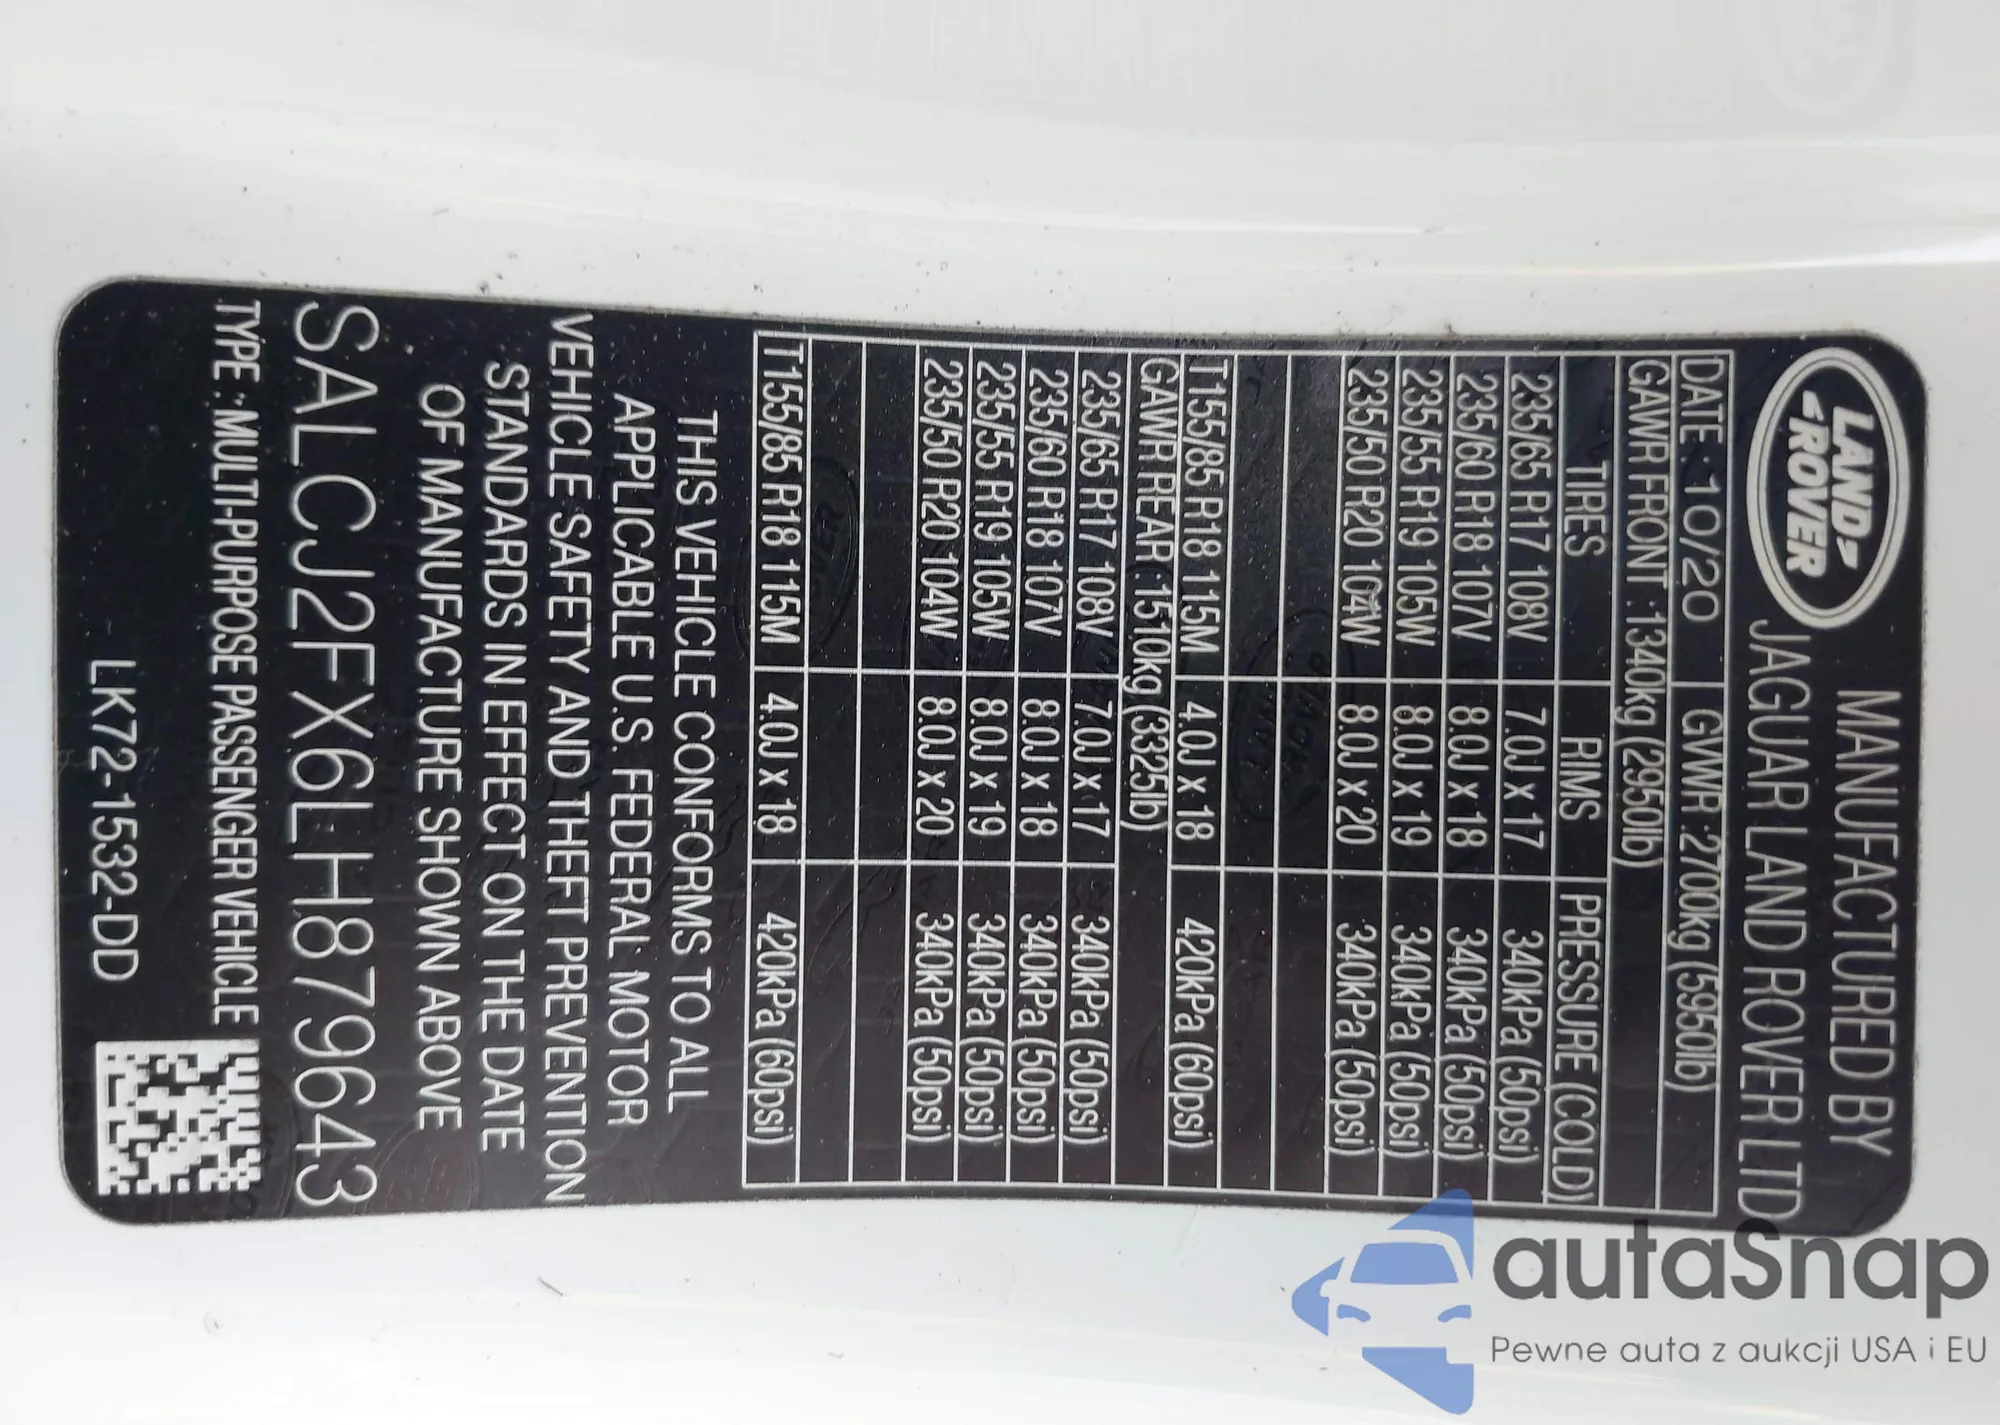 LAND
ROVER
MANUFACTURED BY
JAGUAR LAND ROVER LTD
DATE :10/20 GWWR :2700kg (5950lb)
GAWR FRONT :1340kg (2950lb)
TIRES RIMS PRESSURE (COLD)
235/65 R17 108V 7.0J x 17 340kPa (50psi)
235/60 R18 107V 8.0J x 18 340kPa (50psi)
235/55 R19 105W 8.0J x 19 340kPa (50psi)
235/50 R20 104W 8.0J x 20 340kPa (50psi)
T155/85 R18 115M 4.0J x 18 420kPa (60psi)
GAWR REAR :1510kg (3325lb)
235/65 R17 108V 7.0J x 17 340kPa (50psi)
235/60 R18 107V 8.0J x 18 340kPa (50psi)
235/55 R19 105W 8.0J x 19 340kPa (50psi)
235/50 R20 104W 8.0J x 20 340kPa (50psi)
T155/85 R18 115M 4.0J x 18 420kPa (60psi)
THIS VEHICLE CONFORMS TO ALL
APPLICABLE U.S. FEDERAL MOTOR
VEHICLE SAFETY AND THEFT PREVENTION
STANDARDS IN EFFECT ON THE DATE
OF MANUFACTURE SHOWN ABOVE
SALCJ2FX6LH879643
TYPE : MULTI-PURPOSE PASSENGER VEHICLE
LK72-1532-DD
autaSnap
Pewne auta z aukcji USA i EU